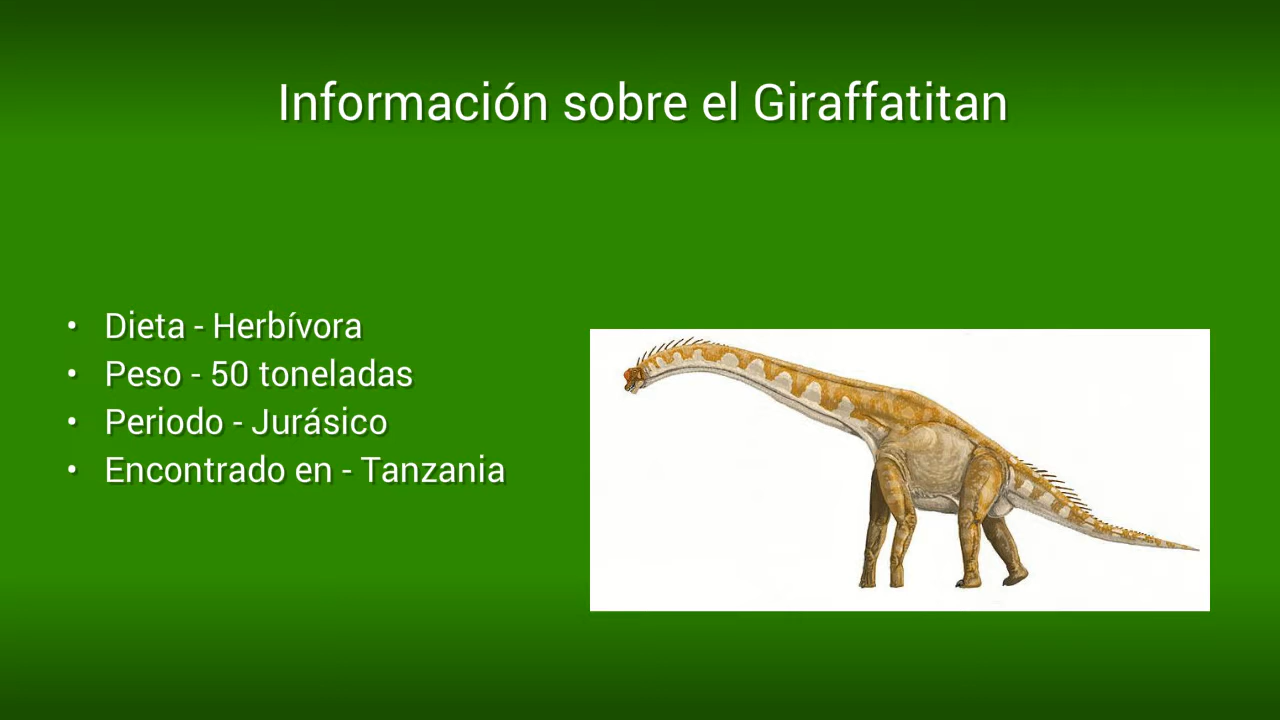 Información sobre el Giraffatitan
• Dieta - Herbívora
• Peso - 50 toneladas
• Periodo - Jurásico
• Encontrado en - Tanzania